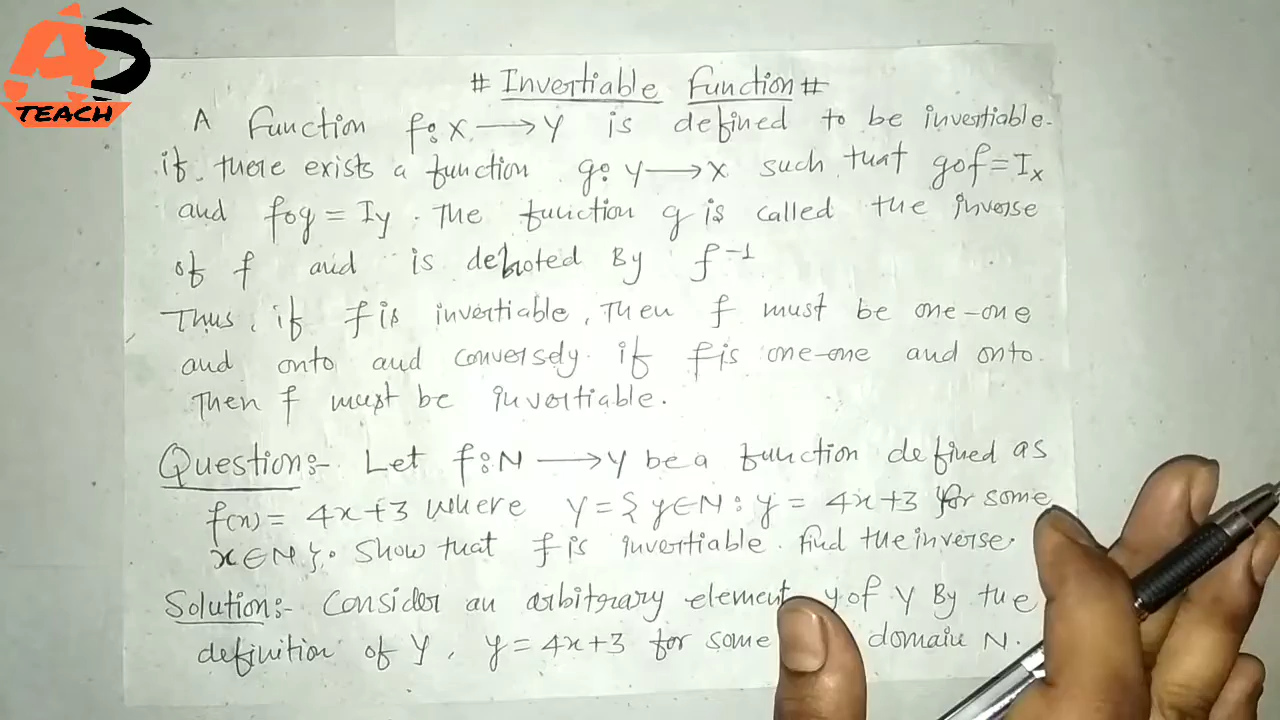 AS
TEACH
# Invertiable Function #
A Function f: X → Y is defined to be invertiable.
if there exists a function g: Y → X such that gof = Ix
and fog = Iy. The function g is called the inverse
of f and is denoted By f⁻¹
Thus, if f is invertiable, Then f must be one-one
and onto and conversely. if f is one-one and onto.
Then f must be invertiable.
Question:- Let f: N → Y be a function defined as
f(x) = 4x+3 where Y = { y∈N : y = 4x+3 for some
x∈N }. Show that f is invertiable. find the inverse.
Solution:- Consider an arbitrary element y of Y By the
definition of Y, y = 4x+3 for some domain N.